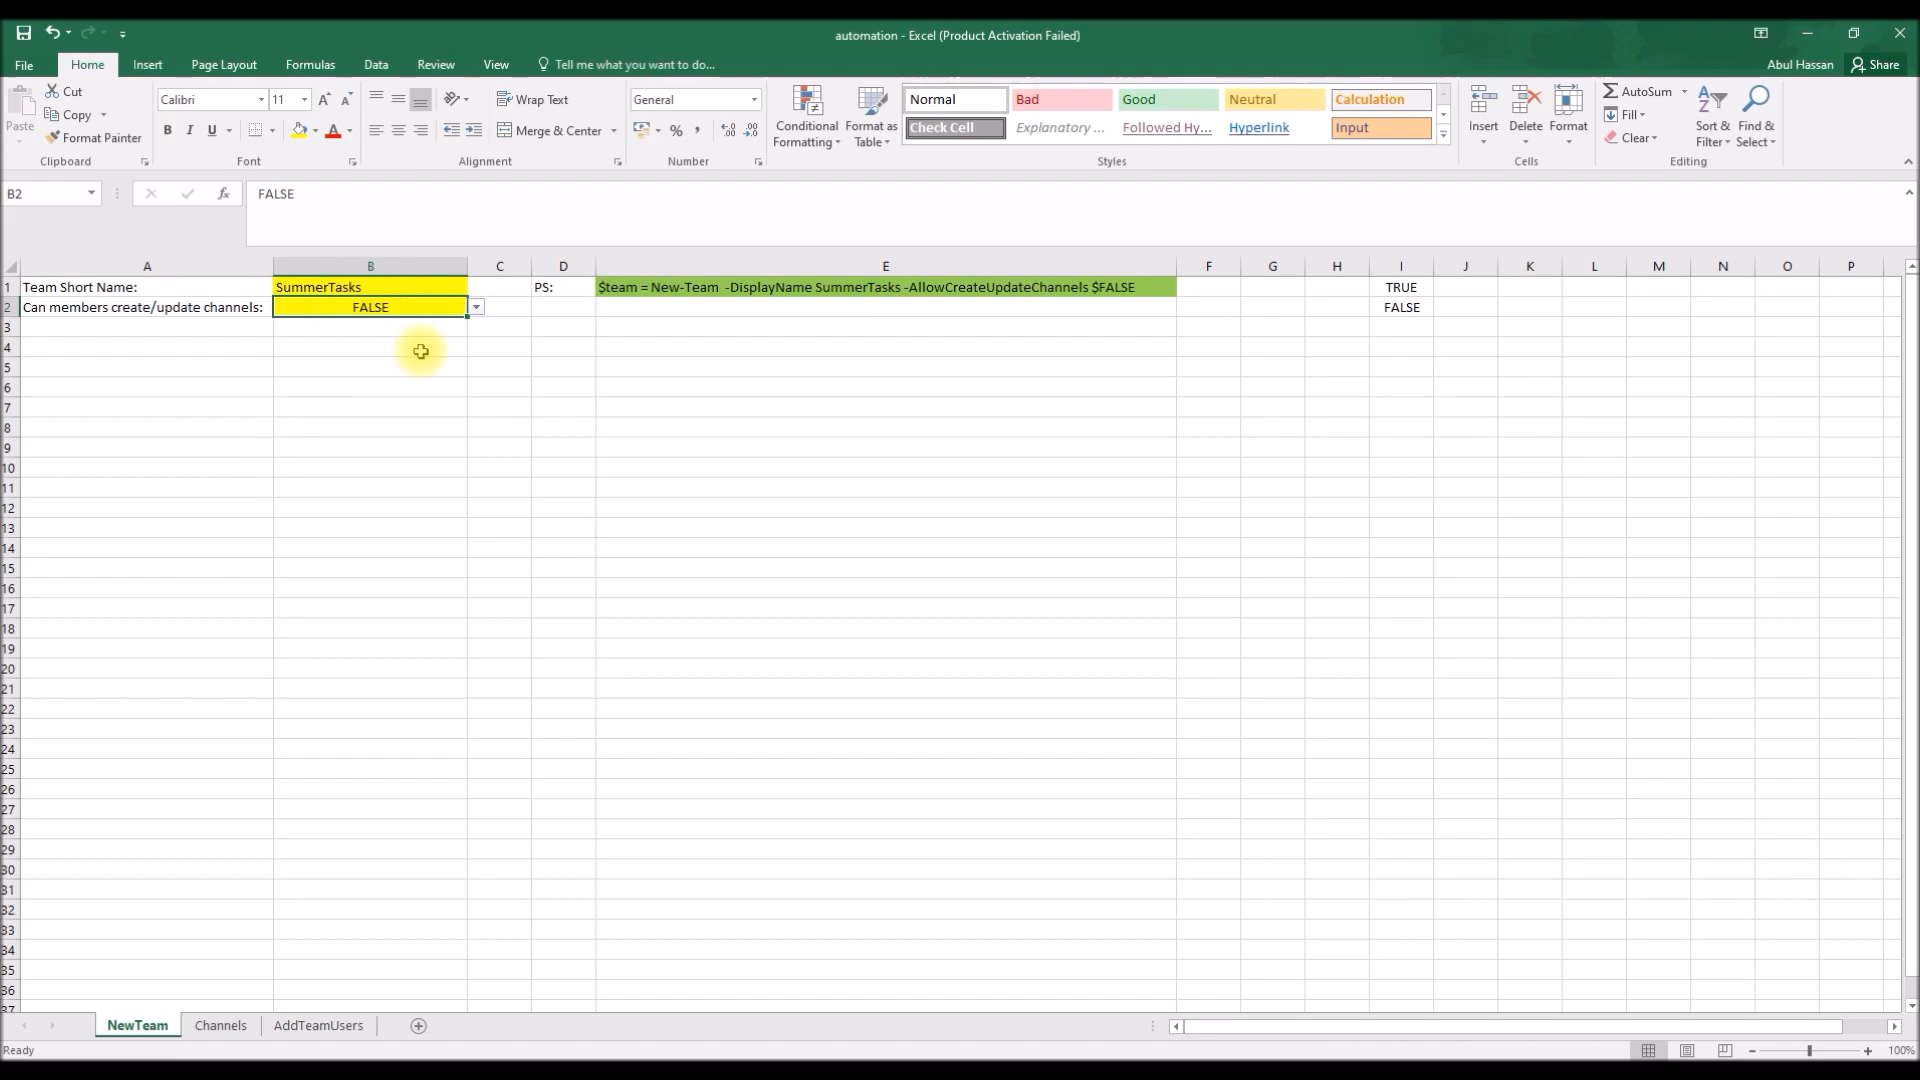 automation - Excel (Product Activation Failed)
File Home Insert Page Layout Formulas Data Review View Tell me what you want to do... Abul Hassan Share
Paste
Cut
Copy
Format Painter
Clipboard
Calibri 11
B I U
Font
Wrap Text
Merge & Center
Alignment
General
%
Number
Conditional Formatting
Format as Table
Normal Bad Good Neutral Calculation
Check Cell Explanatory ... Followed Hy... Hyperlink Input
Styles
Insert Delete Format
Cells
AutoSum
Fill
Clear
Sort & Filter
Find & Select
Editing
B2 fx FALSE
A B C D E F G H I J K L M N O P
1 Team Short Name: SummerTasks PS: $team = New-Team -DisplayName SummerTasks -AllowCreateUpdateChannels $FALSE TRUE
2 Can members create/update channels: FALSE FALSE
3
4
5
6
7
8
9
10
11
12
13
14
15
16
17
18
19
20
21
22
23
24
25
26
27
28
29
30
31
32
33
34
35
36
37
NewTeam Channels AddTeamUsers
Ready 100%